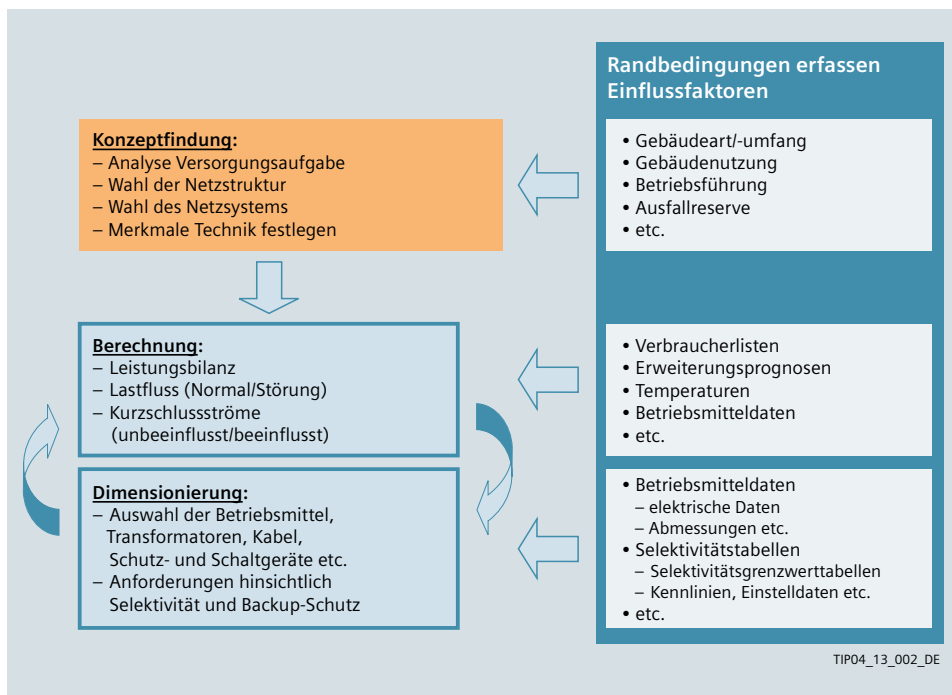 Randbedingungen erfassen
Einflussfaktoren
Konzeptfindung:
– Analyse Versorgungsaufgabe
– Wahl der Netzstruktur
– Wahl des Netzsystems
– Merkmale Technik festlegen
• Gebäudeart/-umfang
• Gebäudenutzung
• Betriebsführung
• Ausfallreserve
• etc.
Berechnung:
– Leistungsbilanz
– Lastfluss (Normal/Störung)
– Kurzschlussströme
(unbeeinflusst/beeinflusst)
• Verbraucherlisten
• Erweiterungsprognosen
• Temperaturen
• Betriebsmitteldaten
• etc.
Dimensionierung:
– Auswahl der Betriebsmittel,
Transformatoren, Kabel,
Schutz- und Schaltgeräte etc.
– Anforderungen hinsichtlich
Selektivität und Backup-Schutz
• Betriebsmitteldaten
– elektrische Daten
– Abmessungen etc.
• Selektivitätstabellen
– Selektivitätsgrenzwerttabellen
– Kennlinien, Einstelldaten etc.
• etc.
TIP04_13_002_DE